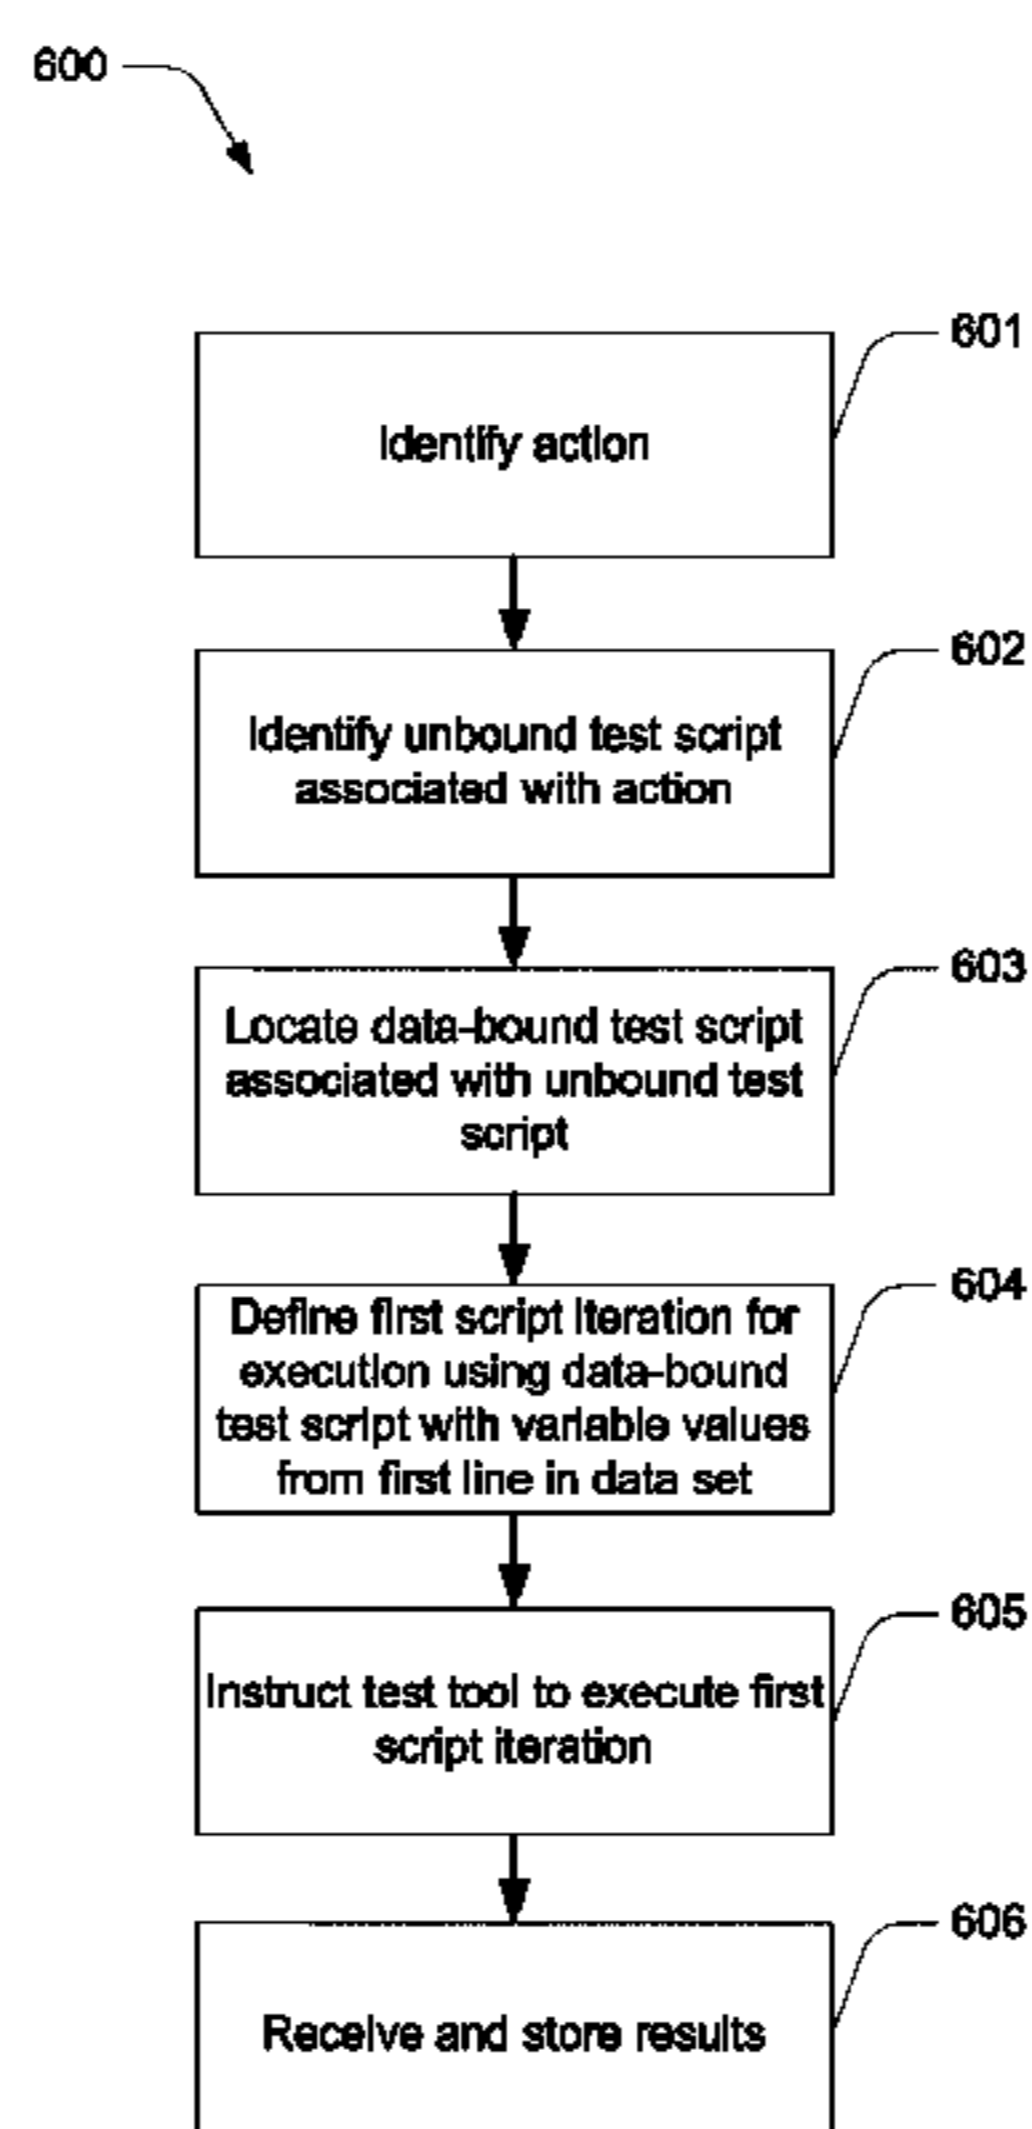 600
601
Identify action
602
Identify unbound test script
associated with action
603
Locate data-bound test script
associated with unbound test
script
604
Define first script iteration for
execution using data-bound
test script with variable values
from first line in data set
605
Instruct test tool to execute first
script iteration
606
Receive and store results